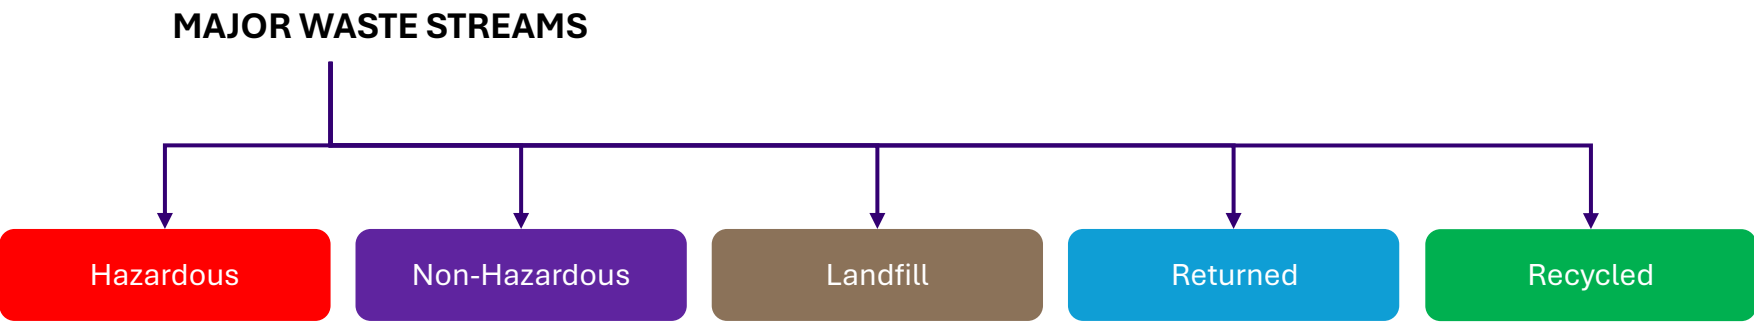 MAJOR WASTE STREAMS
Hazardous
Non-Hazardous
Landfill
Returned
Recycled